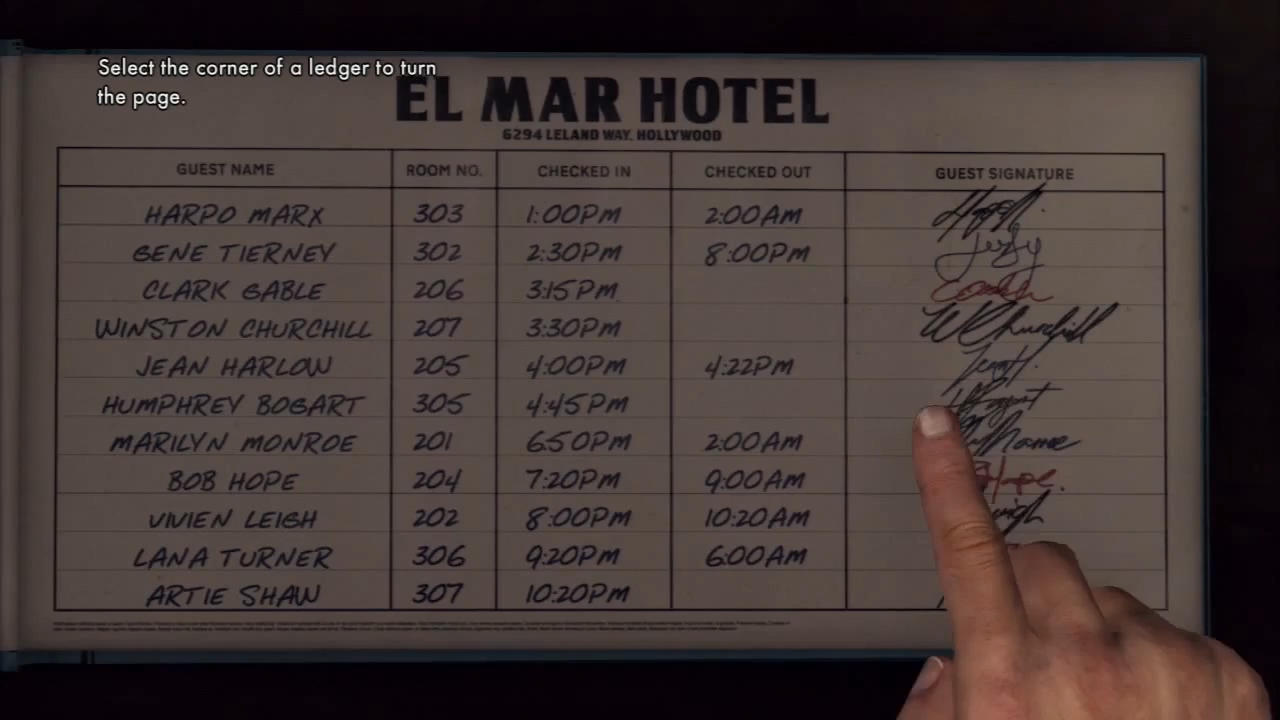 Select the corner of a ledger to turn
the page.
EL MAR HOTEL
6294 LELAND WAY, HOLLYWOOD
GUEST NAME ROOM NO. CHECKED IN CHECKED OUT GUEST SIGNATURE
HARPO MARX 303 1:00PM 2:00AM
GENE TIERNEY 302 2:30PM 8:00PM
CLARK GABLE 206 3:15PM
WINSTON CHURCHILL 207 3:30PM WChurchill
JEAN HARLOW 205 4:00PM 4:22PM
HUMPHREY BOGART 305 4:45PM
MARILYN MONROE 201 6:50PM 2:00AM
BOB HOPE 204 7:20PM 9:00AM Hope.
VIVIEN LEIGH 202 8:00PM 10:20AM
LANA TURNER 306 9:20PM 6:00AM
ARTIE SHAW 307 10:20PM